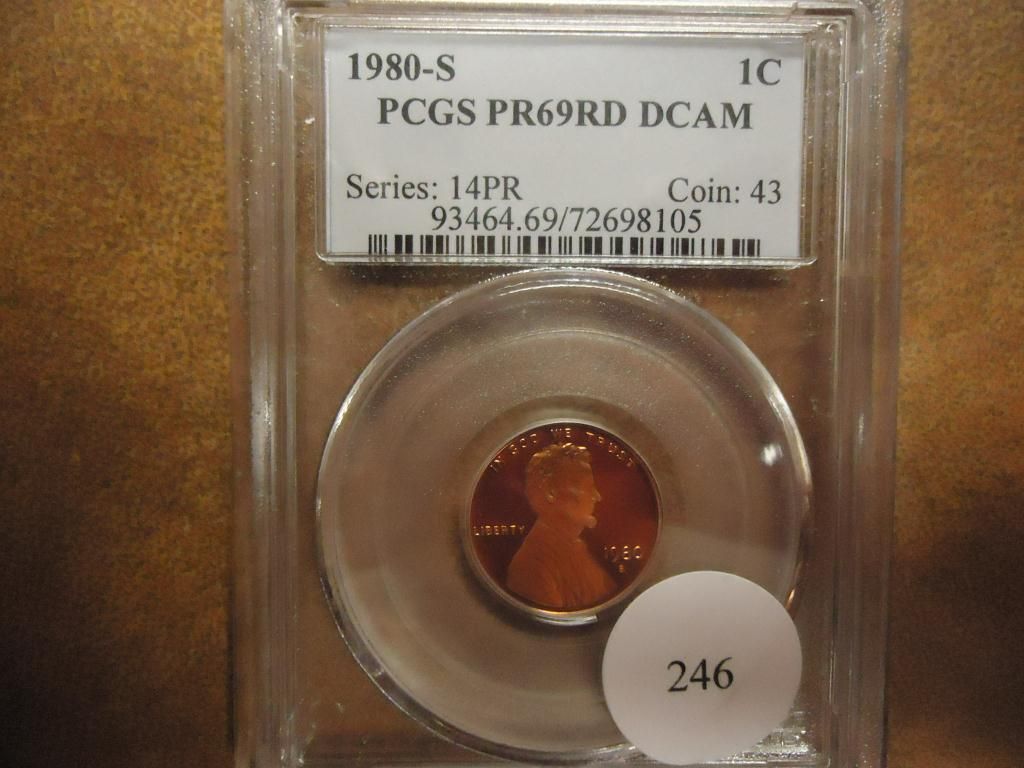 1980-S 1C
PCGS PR69RD DCAM
Series: 14PR Coin: 43
93464.69/72698105
IN GOD WE TRUST
LIBERTY
1980
S
246